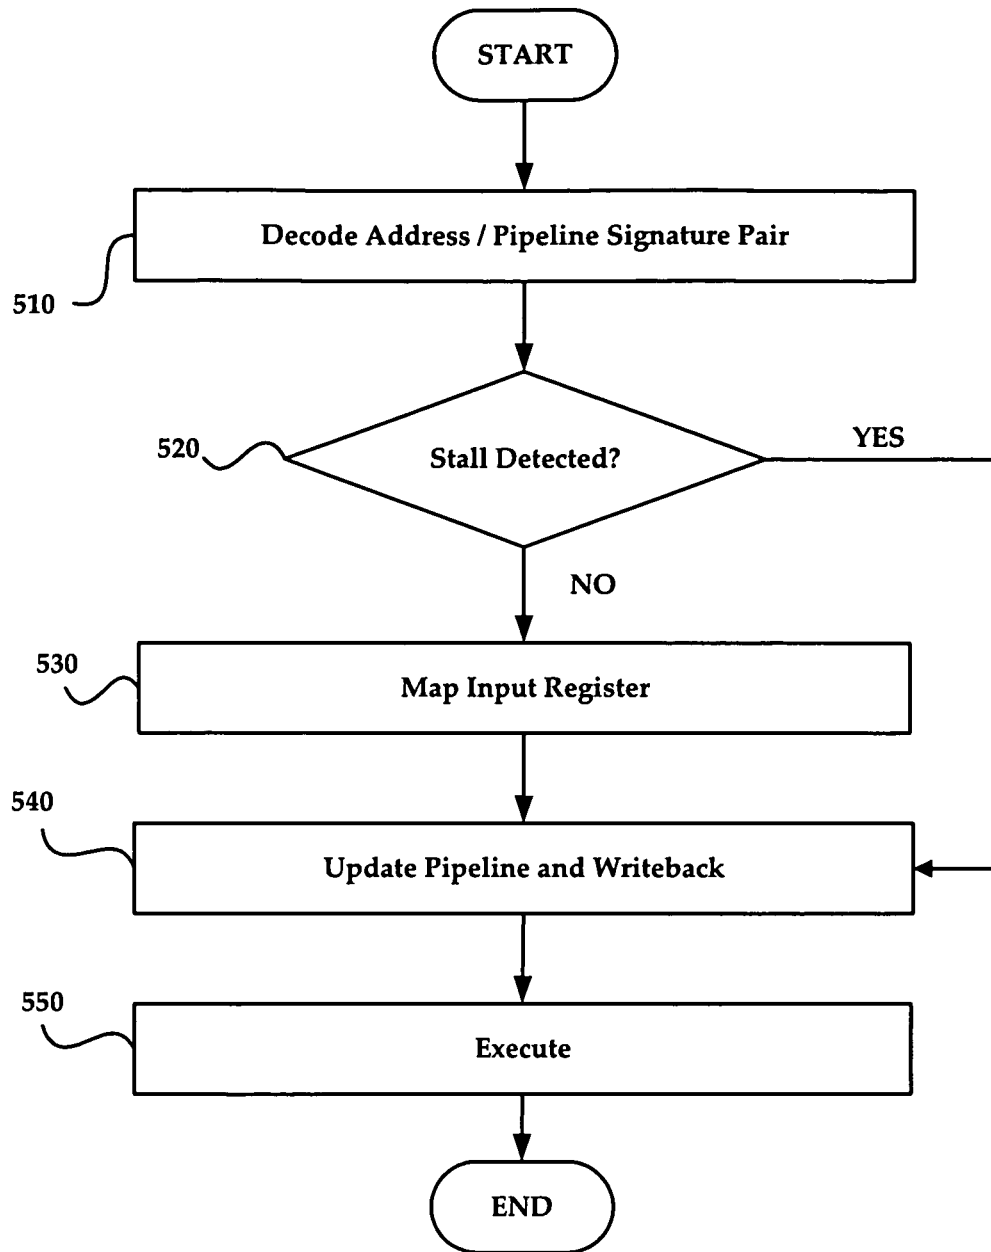 START
Decode Address / Pipeline Signature Pair
510
520
Stall Detected?
YES
NO
530
Map Input Register
540
Update Pipeline and Writeback
550
Execute
END